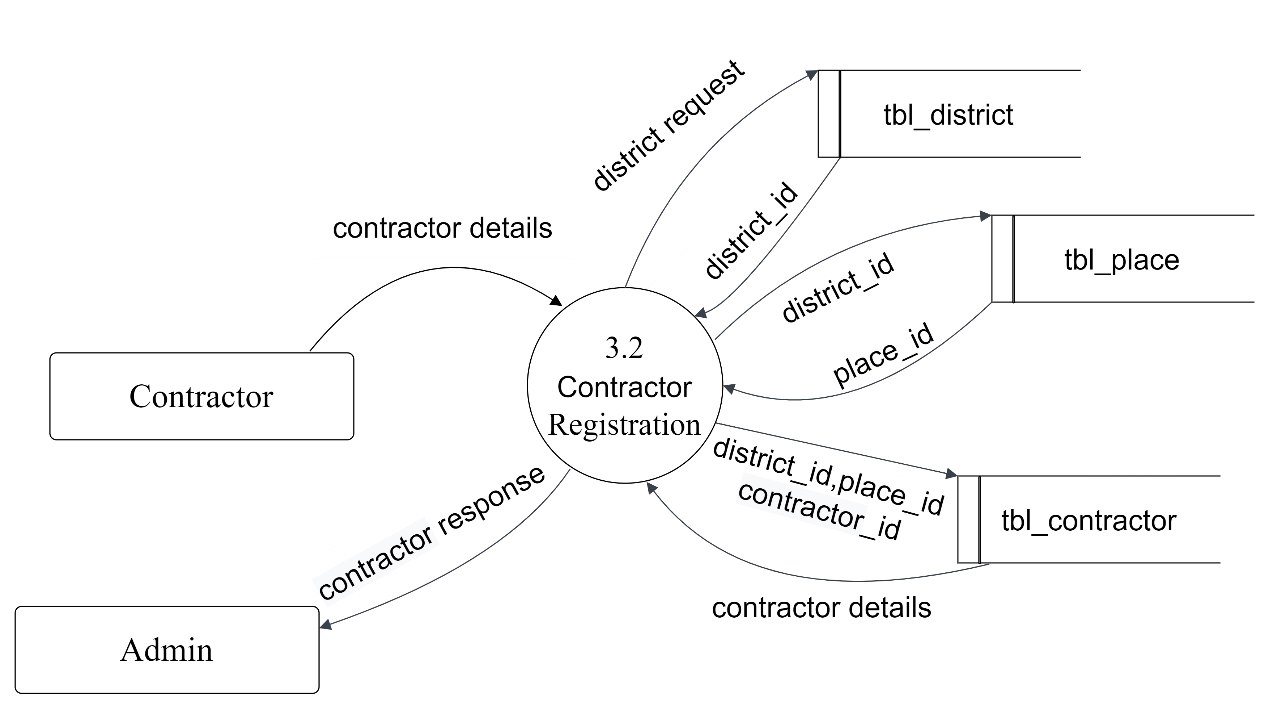 district request
tbl_district
district_id
contractor details
tbl_place
district_id
place_id
3.2
Contractor
Registration
Contractor
district_id,place_id
contractor_id
tbl_contractor
contractor response
contractor details
Admin